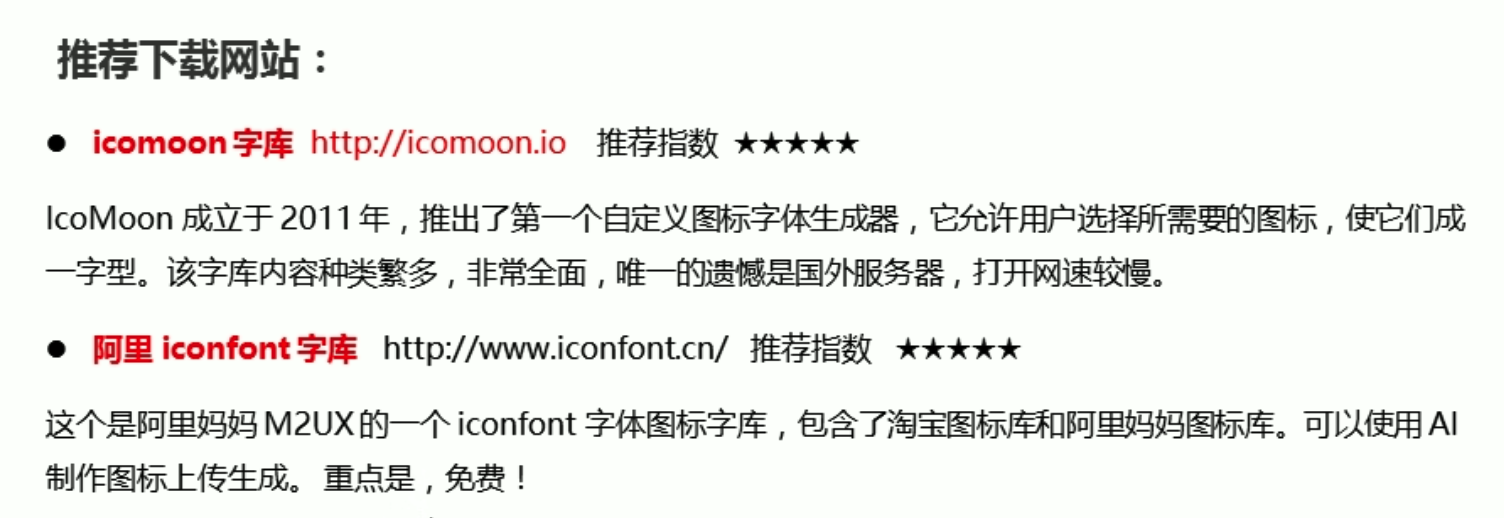 推荐下载网站：
● icomoon字库 http://icomoon.io 推荐指数 ★★★★★
IcoMoon 成立于 2011 年，推出了第一个自定义图标字体生成器，它允许用户选择所需要的图标，使它们成
一字型。该字库内容种类繁多，非常全面，唯一的遗憾是国外服务器，打开网速较慢。
● 阿里 iconfont 字库 http://www.iconfont.cn/ 推荐指数 ★★★★★
这个是阿里妈妈 M2UX 的一个 iconfont 字体图标字库，包含了淘宝图标库和阿里妈妈图标库。可以使用 AI
制作图标上传生成。 重点是，免费！